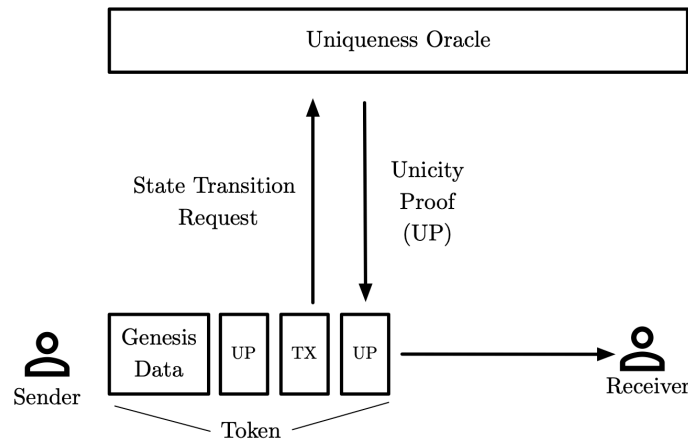 Uniqueness Oracle
State Transition
Request
Unicity
Proof
(UP)
Genesis
Data
UP
TX
UP
Sender
Receiver
Token